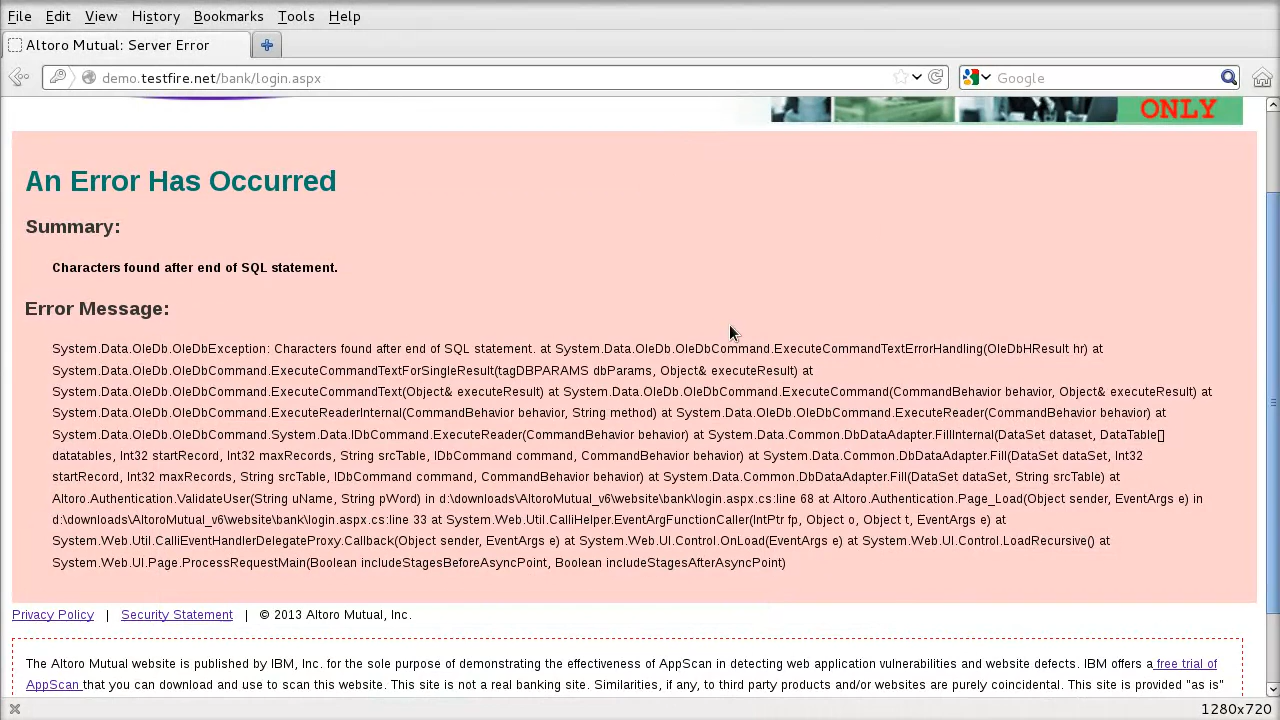 File Edit View History Bookmarks Tools Help
Altoro Mutual: Server Error
demo.testfire.net/bank/login.aspx
Google
ONLY
An Error Has Occurred
Summary:
Characters found after end of SQL statement.
Error Message:
System.Data.OleDb.OleDbException: Characters found after end of SQL statement. at System.Data.OleDb.OleDbCommand.ExecuteCommandTextErrorHandling(OleDbHResult hr) at
System.Data.OleDb.OleDbCommand.ExecuteCommandTextForSingleResult(tagDBPARAMS dbParams, Object& executeResult) at
System.Data.OleDb.OleDbCommand.ExecuteCommandText(Object& executeResult) at System.Data.OleDb.OleDbCommand.ExecuteCommand(CommandBehavior behavior, Object& executeResult) at
System.Data.OleDb.OleDbCommand.ExecuteReaderInternal(CommandBehavior behavior, String method) at System.Data.OleDb.OleDbCommand.ExecuteReader(CommandBehavior behavior) at
System.Data.OleDb.OleDbCommand.System.Data.IDbCommand.ExecuteReader(CommandBehavior behavior) at System.Data.Common.DbDataAdapter.FillInternal(DataSet dataset, DataTable[]
datatables, Int32 startRecord, Int32 maxRecords, String srcTable, IDbCommand command, CommandBehavior behavior) at System.Data.Common.DbDataAdapter.Fill(DataSet dataSet, Int32
startRecord, Int32 maxRecords, String srcTable, IDbCommand command, CommandBehavior behavior) at System.Data.Common.DbDataAdapter.Fill(DataSet dataSet, String srcTable) at
Altoro.Authentication.ValidateUser(String uName, String pWord) in d:\downloads\AltoroMutual_v6\website\bank\login.aspx.cs:line 68 at Altoro.Authentication.Page_Load(Object sender, EventArgs e) in
d:\downloads\AltoroMutual_v6\website\bank\login.aspx.cs:line 33 at System.Web.Util.CalliHelper.EventArgFunctionCaller(IntPtr fp, Object o, Object t, EventArgs e) at
System.Web.Util.CalliEventHandlerDelegateProxy.Callback(Object sender, EventArgs e) at System.Web.UI.Control.OnLoad(EventArgs e) at System.Web.UI.Control.LoadRecursive() at
System.Web.UI.Page.ProcessRequestMain(Boolean includeStagesBeforeAsyncPoint, Boolean includeStagesAfterAsyncPoint)
Privacy Policy | Security Statement | © 2013 Altoro Mutual, Inc.
The Altoro Mutual website is published by IBM, Inc. for the sole purpose of demonstrating the effectiveness of AppScan in detecting web application vulnerabilities and website defects. IBM offers a free trial of
AppScan that you can download and use to scan this website. This site is not a real banking site. Similarities, if any, to third party products and/or websites are purely coincidental. This site is provided "as is"
1280x720